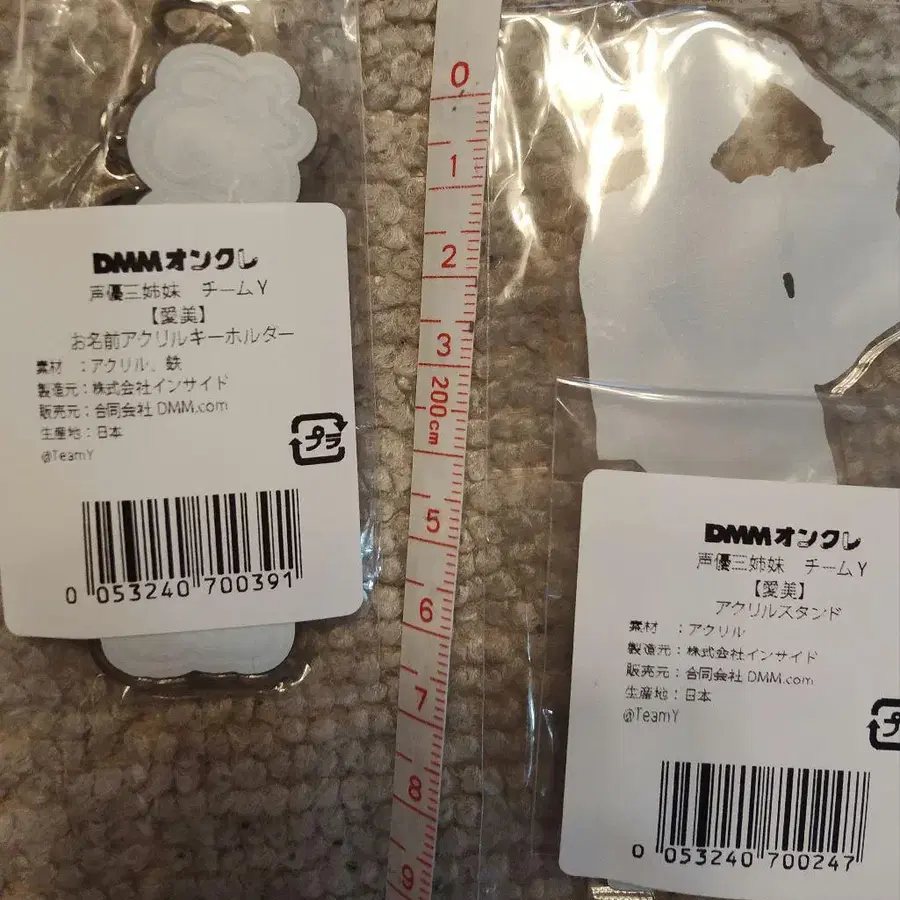 DMMオンクレ
声優三姉妹 チームY
【愛美】
お名前アクリルキーホルダー
素材 :アクリル、鉄
製造元:株式会社インサイド
販売元:合同会社 DMM.com
生産地:日本
@TeamY
プラ
0 053240 700391
0
1
2
3
200cm
5
6
7
8
9
DMMオンクレ
声優三姉妹 チームY
【愛美】
アクリルスタンド
素材 :アクリル
製造元:株式会社インサイド
販売元:合同会社 DMM.com
生産地:日本
@TeamY
プ
0 053240 700247